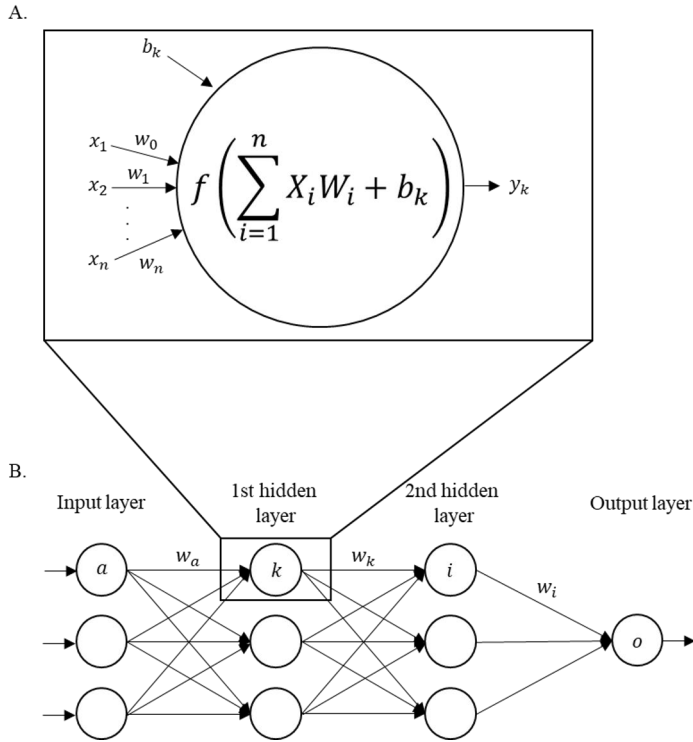 A.
b_k
x_1 w_0
x_2 w_1
.
.
.
x_n w_n
f(∑_{i=1}^{n} X_i W_i + b_k)
y_k
B.
Input layer
1st hidden
layer
2nd hidden
layer
Output layer
a w_a k w_k i w_i
o